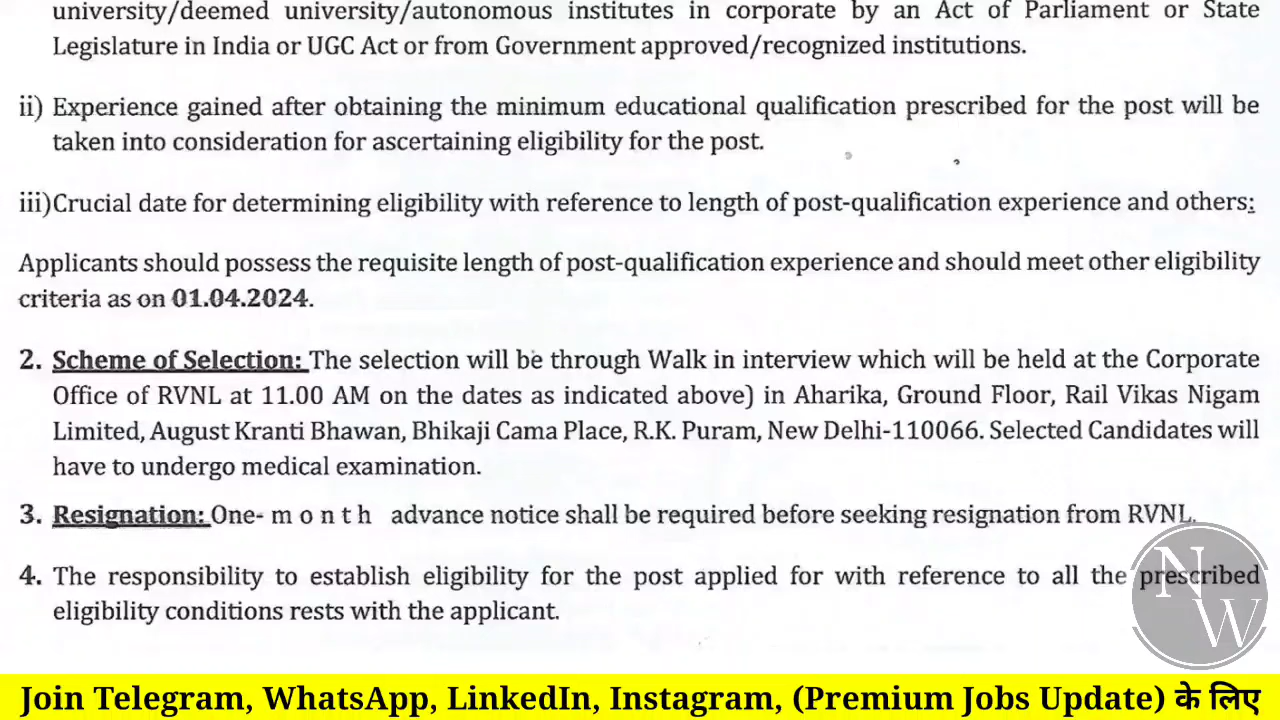 university/deemed university/autonomous institutes in corporate by an Act of Parliament or State
Legislature in India or UGC Act or from Government approved/recognized institutions.
ii) Experience gained after obtaining the minimum educational qualification prescribed for the post will be
taken into consideration for ascertaining eligibility for the post.
iii)Crucial date for determining eligibility with reference to length of post-qualification experience and others:
Applicants should possess the requisite length of post-qualification experience and should meet other eligibility
criteria as on 01.04.2024.
2. Scheme of Selection: The selection will be through Walk in interview which will be held at the Corporate
Office of RVNL at 11.00 AM on the dates as indicated above) in Aharika, Ground Floor, Rail Vikas Nigam
Limited, August Kranti Bhawan, Bhikaji Cama Place, R.K. Puram, New Delhi-110066. Selected Candidates will
have to undergo medical examination.
3. Resignation: One- m o n t h advance notice shall be required before seeking resignation from RVNL.
4. The responsibility to establish eligibility for the post applied for with reference to all the prescribed
eligibility conditions rests with the applicant.
N
W
Join Telegram, WhatsApp, LinkedIn, Instagram, (Premium Jobs Update) के लिए